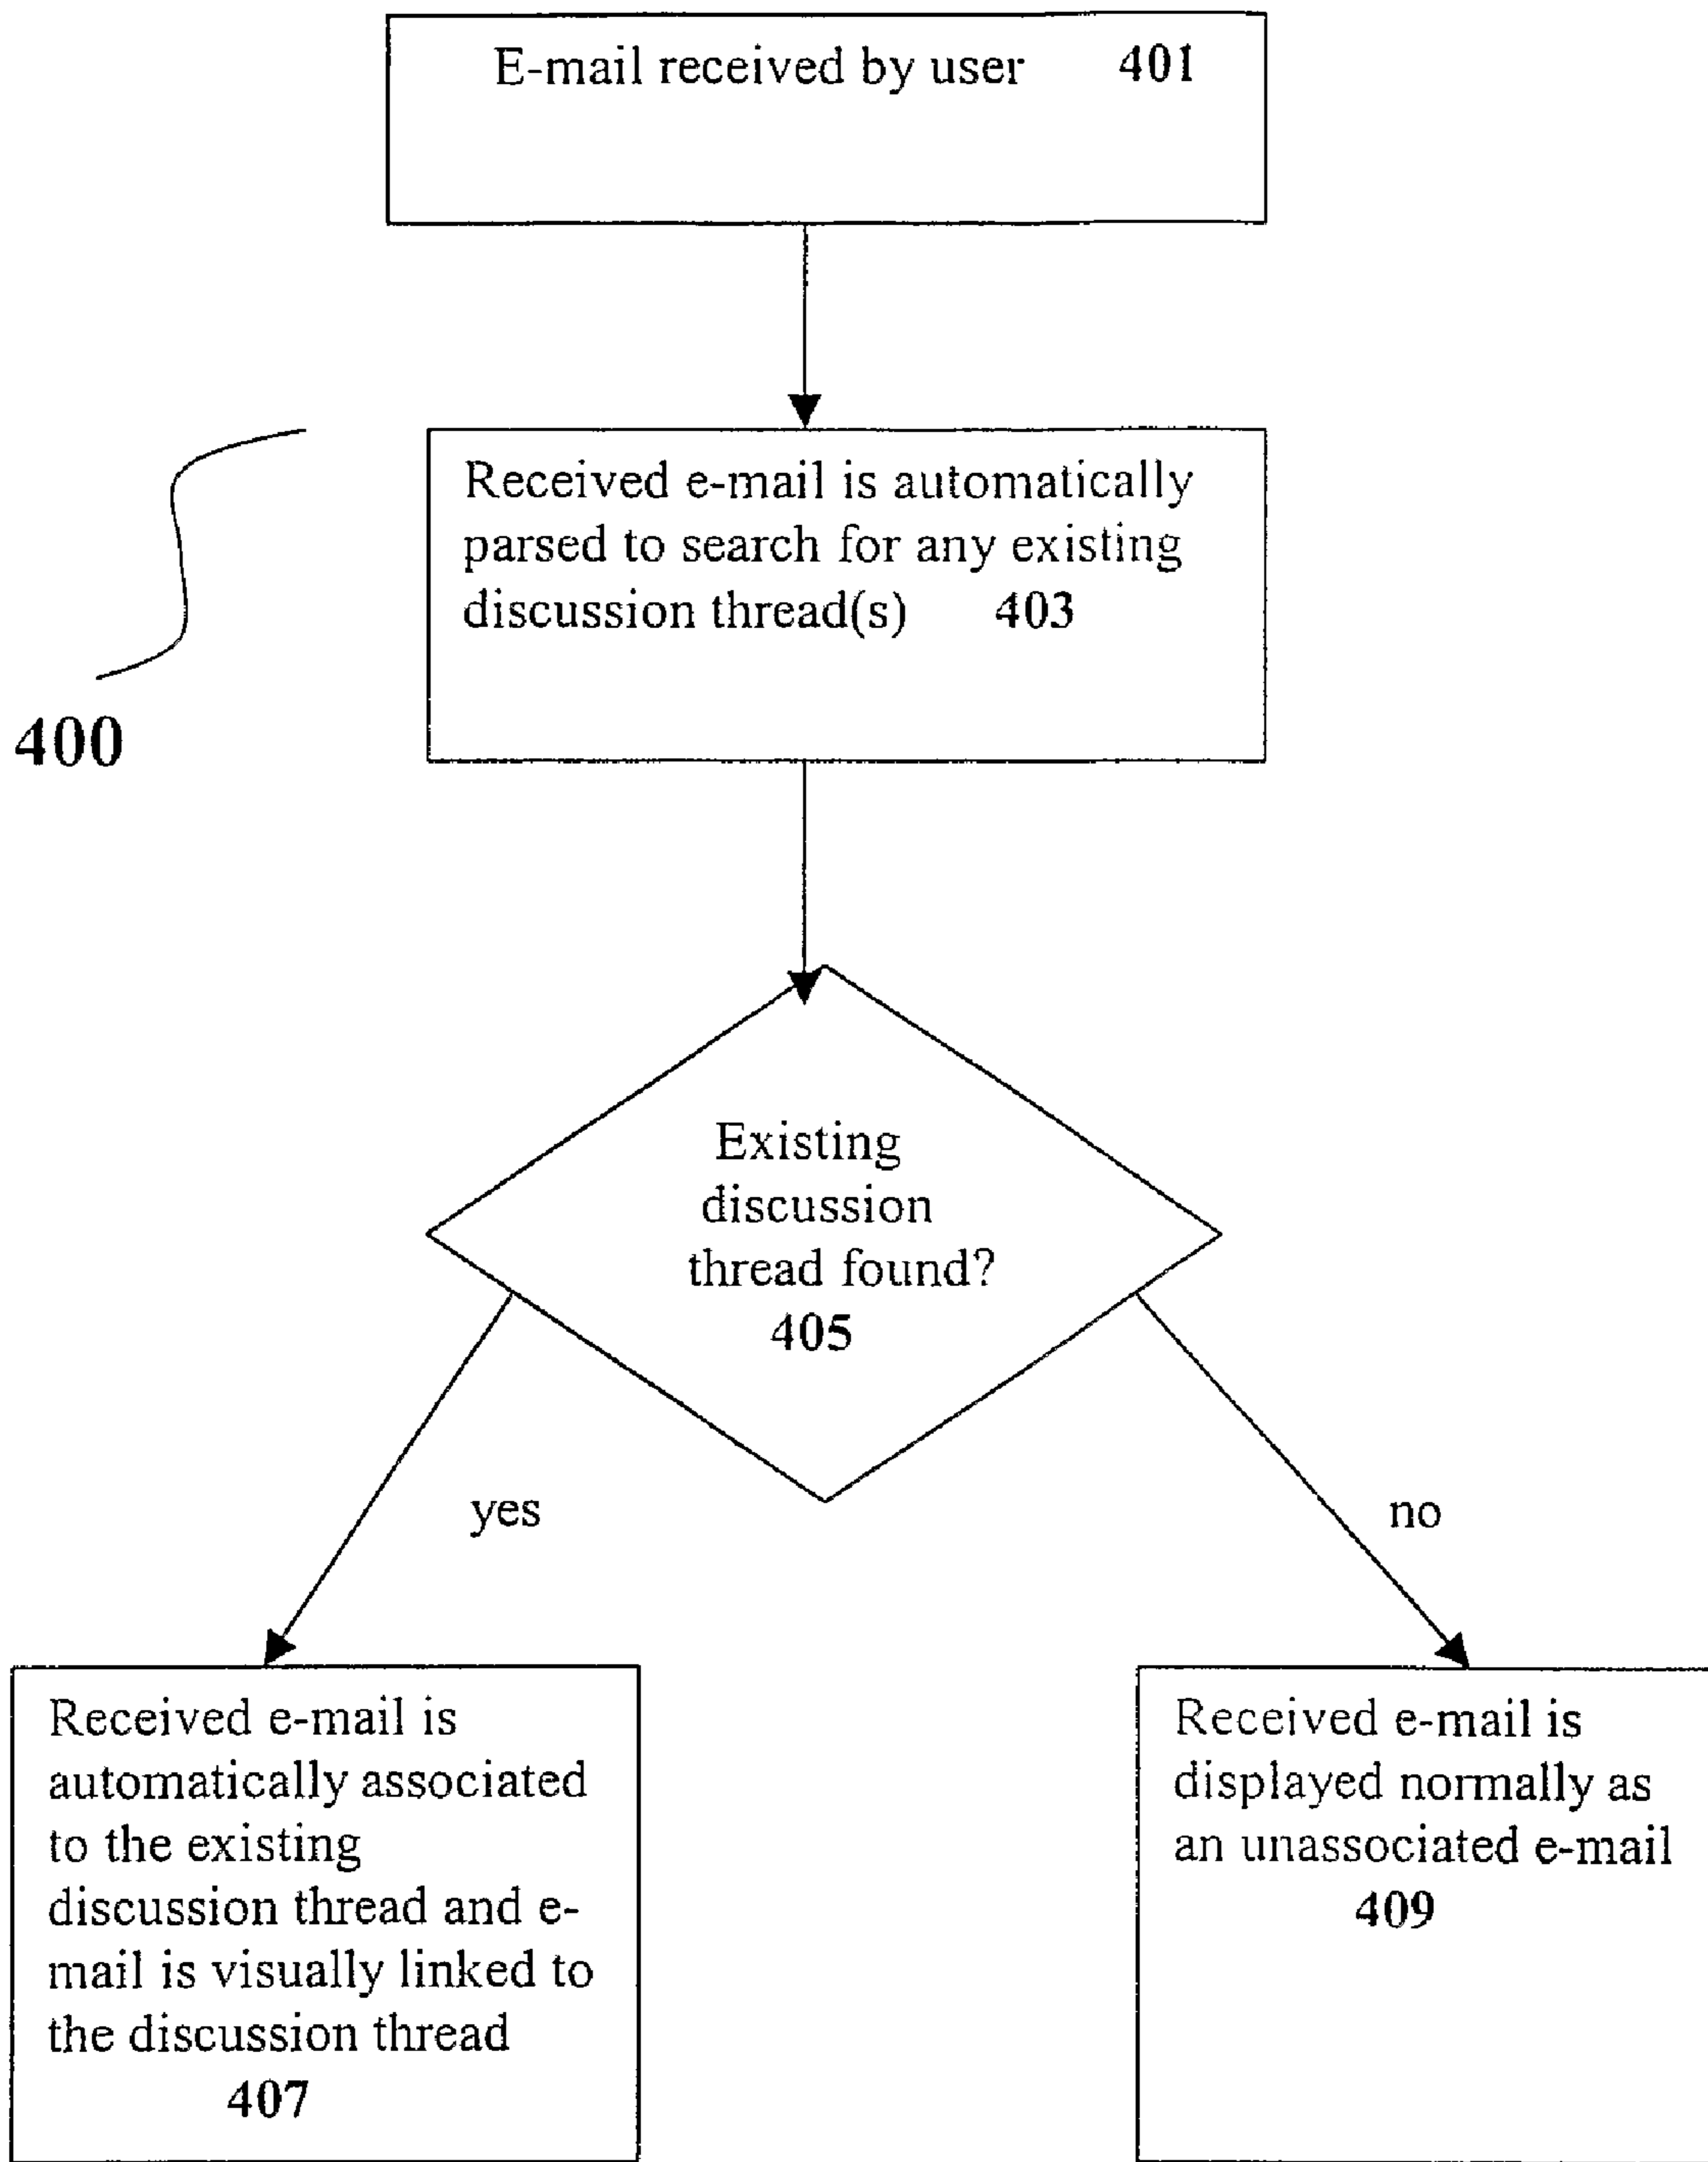 E-mail received by user 401
Received e-mail is automatically
parsed to search for any existing
discussion thread(s) 403
400
Existing
discussion
thread found?
405
yes
no
Received e-mail is
automatically associated
to the existing
discussion thread and e-
mail is visually linked to
the discussion thread
407
Received e-mail is
displayed normally as
an unassociated e-mail
409